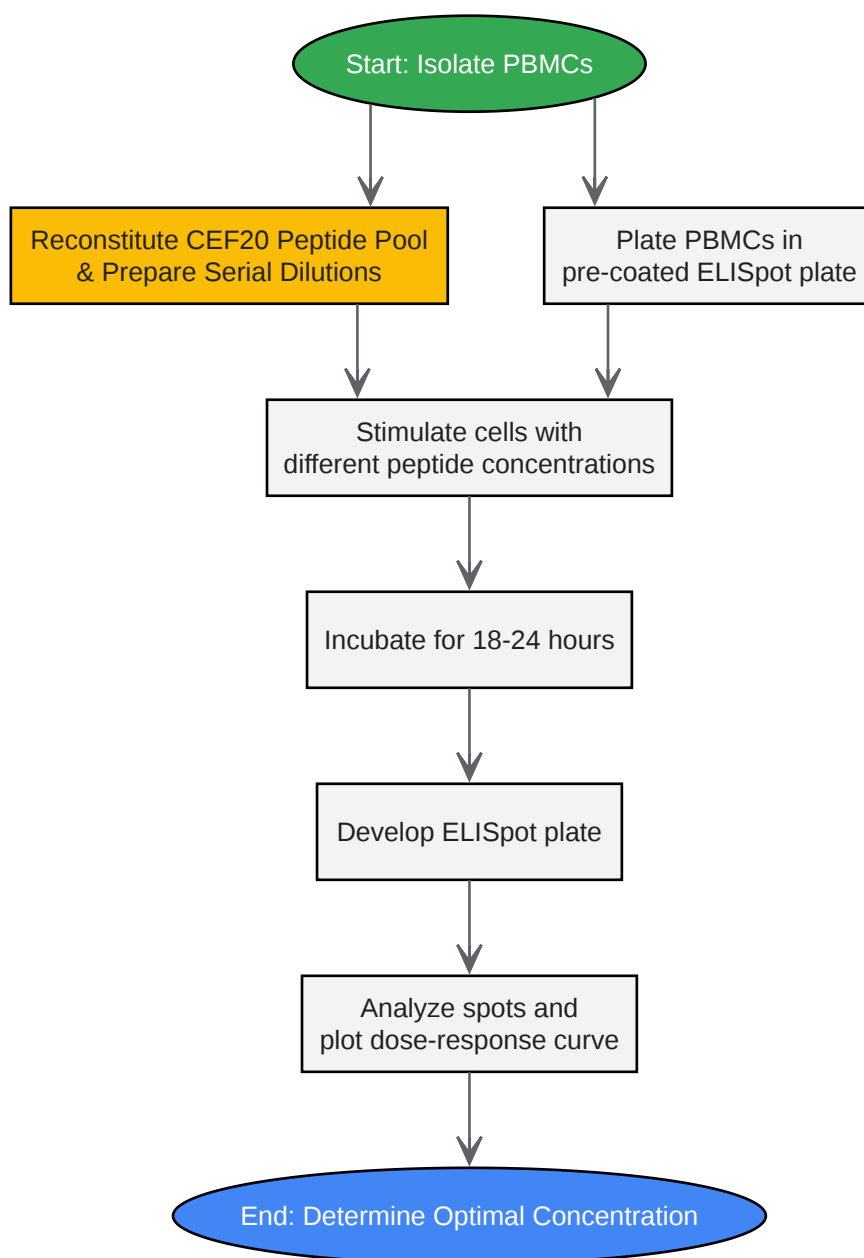 Start: Isolate PBMCs
Reconstitute CEF20 Peptide Pool
& Prepare Serial Dilutions
Plate PBMCs in
pre-coated ELISpot plate
Stimulate cells with
different peptide concentrations
Incubate for 18-24 hours
Develop ELISpot plate
Analyze spots and
plot dose-response curve
End: Determine Optimal Concentration